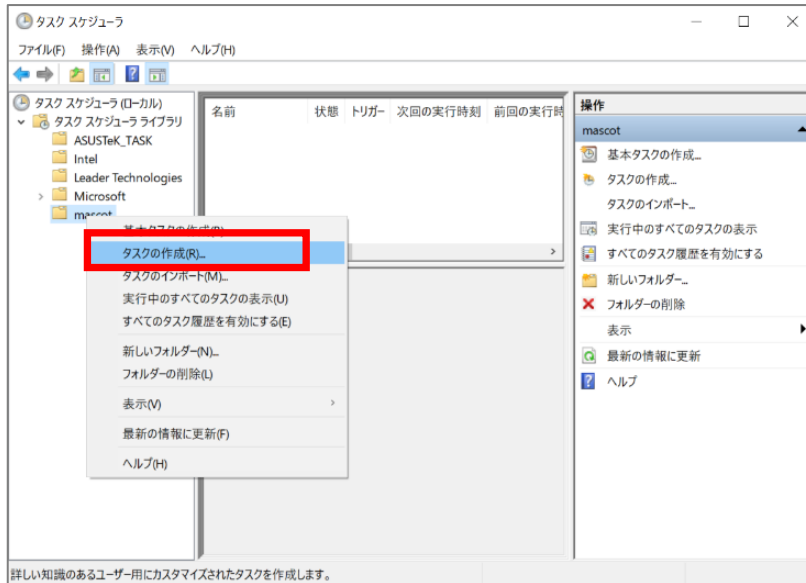 タスク スケジューラ
ファイル(F) 操作(A) 表示(V) ヘルプ(H)
タスク スケジューラ (ローカル)
タスク スケジューラ ライブラリ
ASUSTeK_TASK
Intel
Leader Technologies
Microsoft
mascot
名前 状態 トリガー 次回の実行時刻 前回の実行時
基本タスクの作成(B)...
タスクの作成(R)...
タスクのインポート(M)...
実行中のすべてのタスクの表示(U)
すべてのタスク履歴を有効にする(E)
新しいフォルダー(N)...
フォルダーの削除(L)
表示(V)
最新の情報に更新(F)
ヘルプ(H)
操作
mascot
基本タスクの作成...
タスクの作成...
タスクのインポート...
実行中のすべてのタスクの表示
すべてのタスク履歴を有効にする
新しいフォルダー...
フォルダーの削除
表示
最新の情報に更新
ヘルプ
詳しい知識のあるユーザー用にカスタマイズされたタスクを作成します。